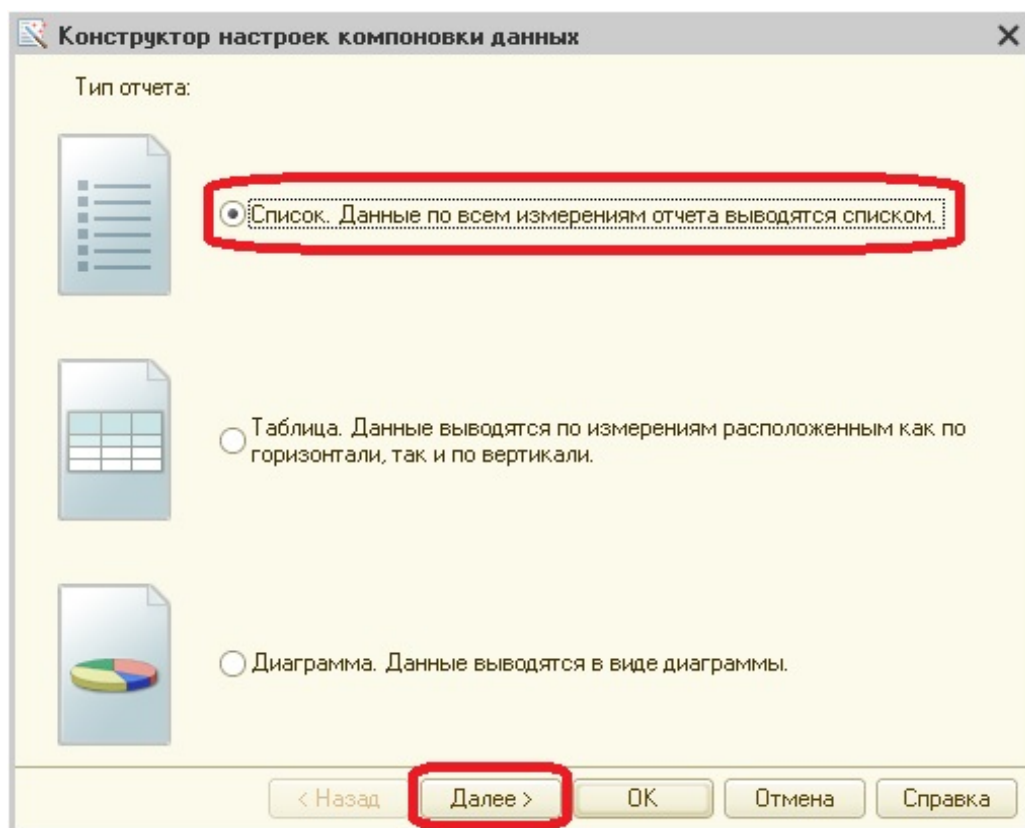 Конструктор настроек компоновки данных
Тип отчета:
Список. Данные по всем измерениям отчета выводятся списком.
Таблица. Данные выводятся по измерениям расположенным как по
горизонтали, так и по вертикали.
Диаграмма. Данные выводятся в виде диаграммы.
< Назад Далее > OK Отмена Справка